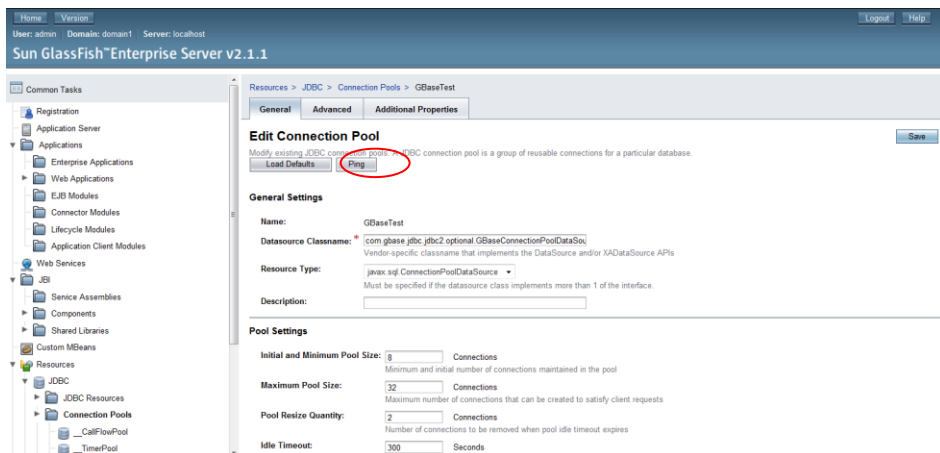 Home Version Logout Help
User: admin Domain: domain1 Server: localhost
Sun GlassFish™Enterprise Server v2.1.1
Common Tasks
Registration
Application Server
Applications
Enterprise Applications
Web Applications
EJB Modules
Connector Modules
Lifecycle Modules
Application Client Modules
Web Services
JBI
Service Assemblies
Components
Shared Libraries
Custom MBeans
Resources
JDBC
JDBC Resources
Connection Pools
__CallFlowPool
__TimerPool
Resources > JDBC > Connection Pools > GBaseTest
General Advanced Additional Properties
Edit Connection Pool Save
Modify existing JDBC connection pools. A JDBC connection pool is a group of reusable connections for a particular database.
Load Defaults Ping
General Settings
Name: GBaseTest
Datasource Classname: * com.gbase.jdbc.jdbc2.optional.GBaseConnectionPoolDataSou
Vendor-specific classname that implements the DataSource and/or XADataSource APIs
Resource Type: javax.sql.ConnectionPoolDataSource
Must be specified if the datasource class implements more than 1 of the interface.
Description:
Pool Settings
Initial and Minimum Pool Size: 8 Connections
Minimum and initial number of connections maintained in the pool
Maximum Pool Size: 32 Connections
Maximum number of connections that can be created to satisfy client requests
Pool Resize Quantity: 2 Connections
Number of connections to be removed when pool idle timeout expires
Idle Timeout: 300 Seconds